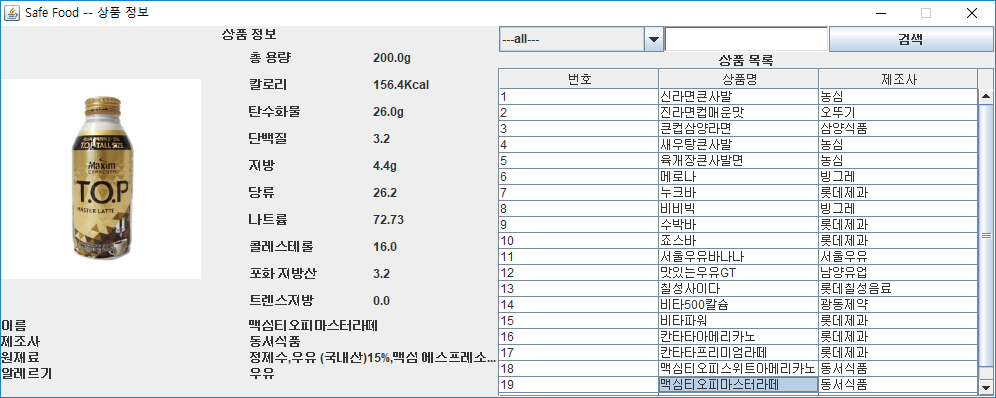 Safe Food -- 상품 정보
상품 정보
총 용량 200.0g
칼로리 156.4Kcal
탄수화물 26.0g
단백질 3.2
지방 4.4g
당류 26.2
나트륨 72.73
콜레스테롤 16.0
포화 지방산 3.2
트렌스지방 0.0
Maxim
T.O.P
MASTER LATTE
이름 맥심티오피마스터라떼
제조사 동서식품
원재료 정제수,우유 (국내산)15%,맥심 에스프레소...
알레르기 우유
---all--- 검색
상품 목록
번호 상품명 제조사
1 신라면큰사발 농심
2 진라면컵매운맛 오뚜기
3 큰컵삼양라면 삼양식품
4 새우탕큰사발 농심
5 육개장큰사발면 농심
6 메로나 빙그레
7 누크바 롯데제과
8 비비빅 빙그레
9 수박바 롯데제과
10 죠스바 롯데제과
11 서울우유바나나 서울우유
12 맛있는우유GT 남양유업
13 칠성사이다 롯데칠성음료
14 비타500칼슘 광동제약
15 비타파워 롯데제과
16 칸타타아메리카노 롯데제과
17 칸타타프리미엄라떼 롯데제과
18 맥심티오피스위트아메리카노 동서식품
19 맥심티오피마스터라떼 동서식품